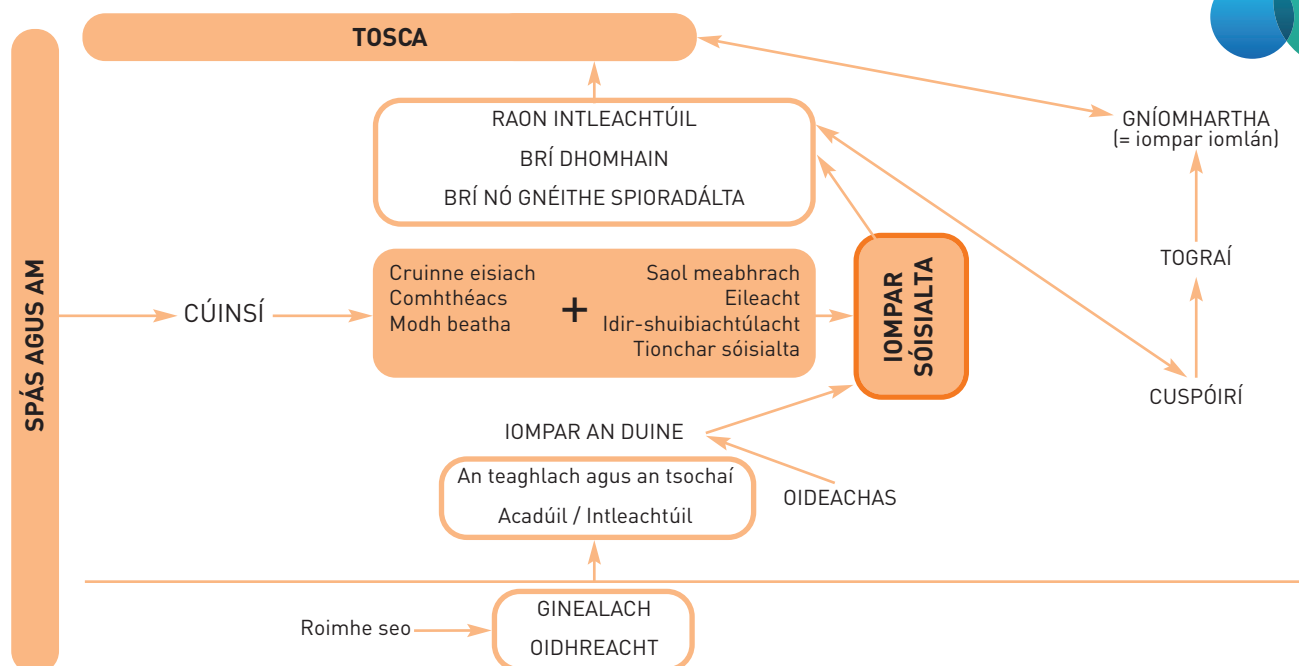 TOSCA
SPÁS AGUS AM
RAON INTLEACHTÚIL
BRÍ DHOMHAIN
BRÍ NÓ GNÉITHE SPIORADÁLTA
GNÍOMHARTHA
(= iompar iomlán)
TOGRAÍ
CUSPÓIRÍ
CÚINSÍ
Cruinne eisiach
Comhthéacs
Modh beatha
+
Saol meabhrach
Eileacht
Idir-shuibiachtúlacht
Tionchar sóisialta
IOMPAR
SÓISIALTA
IOMPAR AN DUINE
An teaghlach agus an tsochaí
Acadúil / Intleachtúil
OIDEACHAS
Roimhe seo
GINEALACH
OIDHREACHT